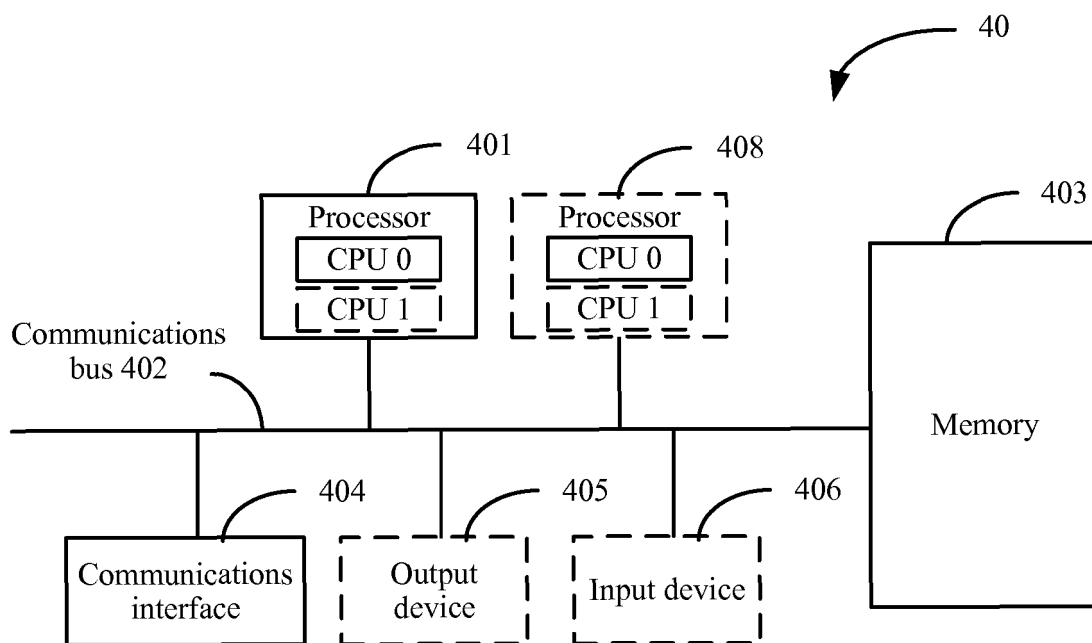 40
401
408
403
Processor
CPU 0
CPU 1
Processor
CPU 0
CPU 1
Communications
bus 402
Memory
404
405
406
Communications
interface
Output
device
Input device